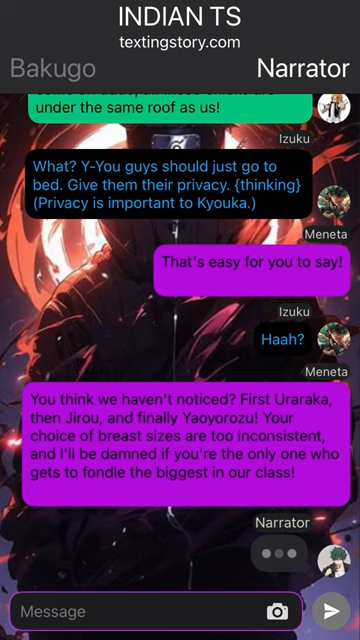 INDIAN TS
textingstory.com
Bakugo
Narrator
under the same roof as us!
Izuku
What? Y-You guys should just go to
bed. Give them their privacy. {thinking}
(Privacy is important to Kyouka.)
Meneta
That's easy for you to say!
Izuku
Haah?
Meneta
You think we haven't noticed? First Uraraka,
then Jirou, and finally Yaoyorozu! Your
choice of breast sizes are too inconsistent,
and I'll be damned if you're the only one who
gets to fondle the biggest in our class!
Narrator
Message